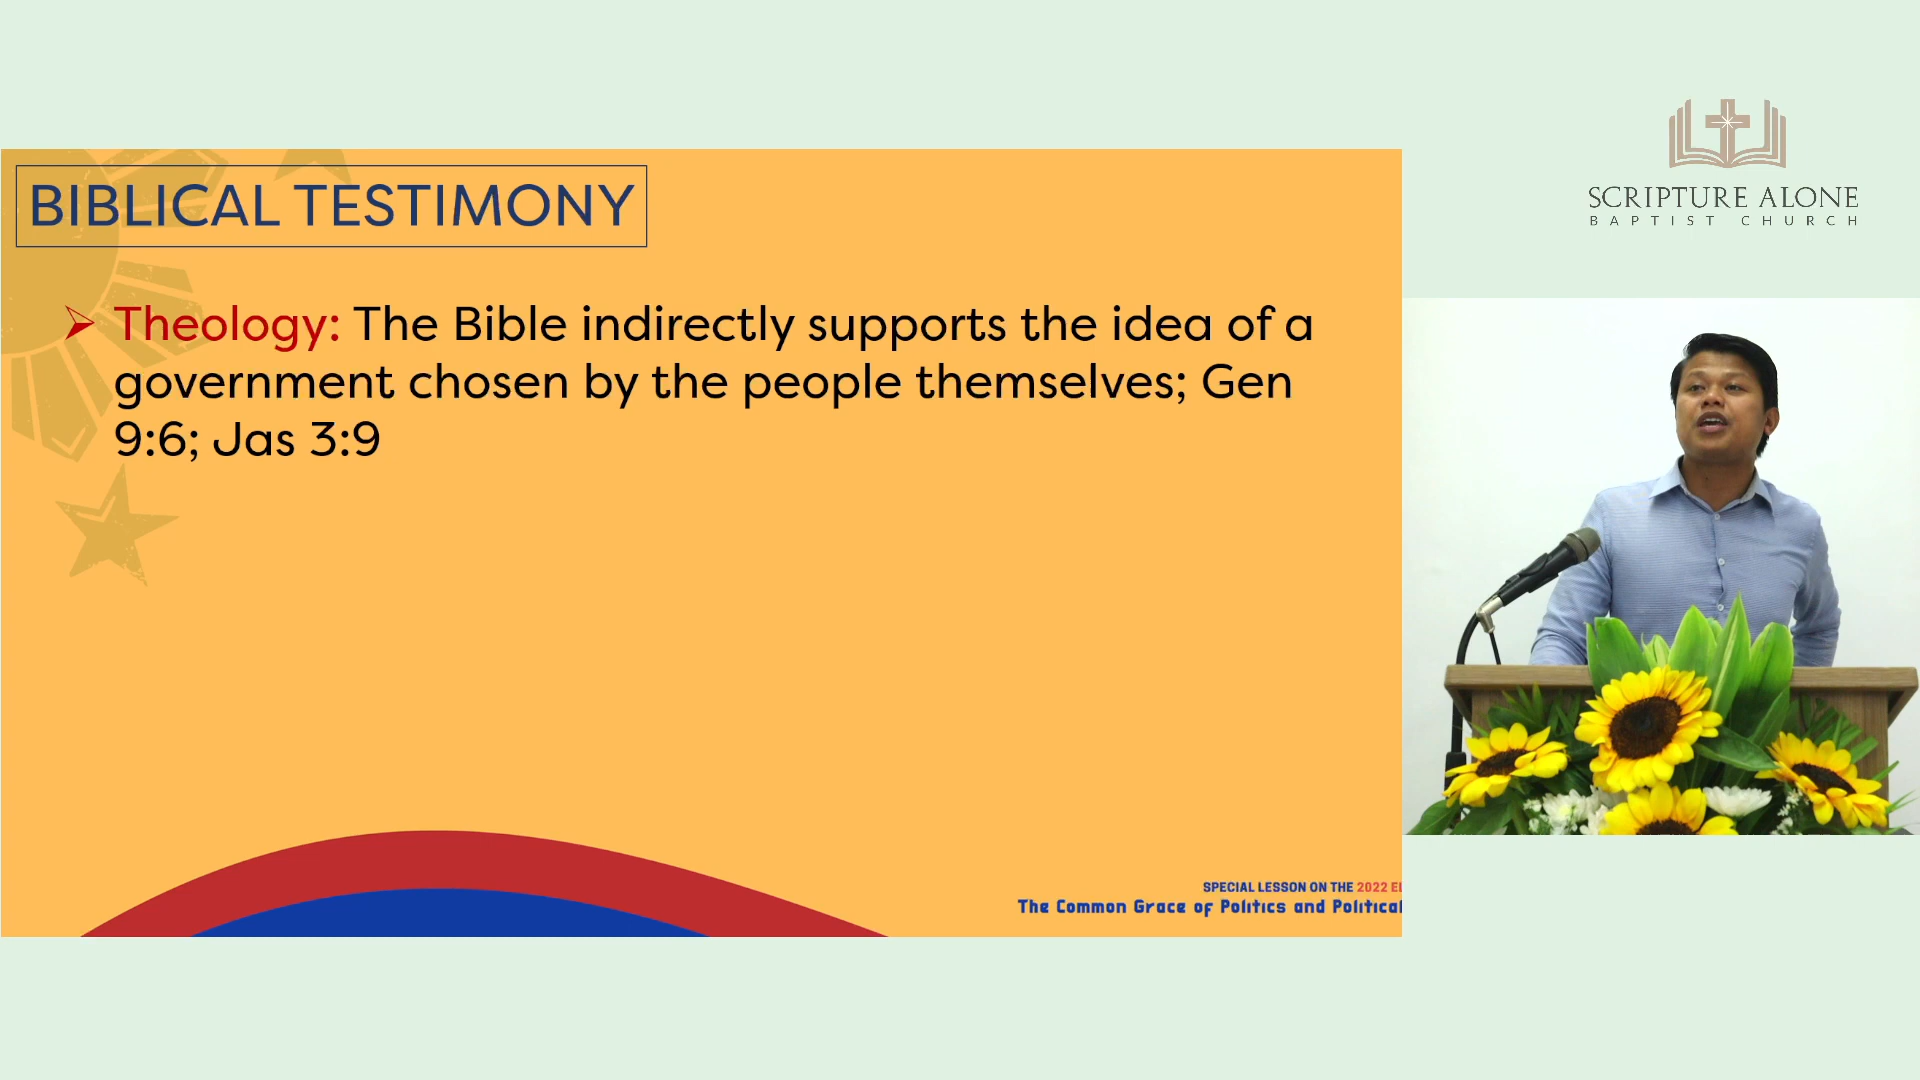 BIBLICAL TESTIMONY
Theology: The Bible indirectly supports the idea of a
government chosen by the people themselves; Gen
9:6; Jas 3:9
SPECIAL LESSON ON THE 2022
The Common Grace of Politics and Political
SCRIPTURE ALONE
BAPTIST CHURCH